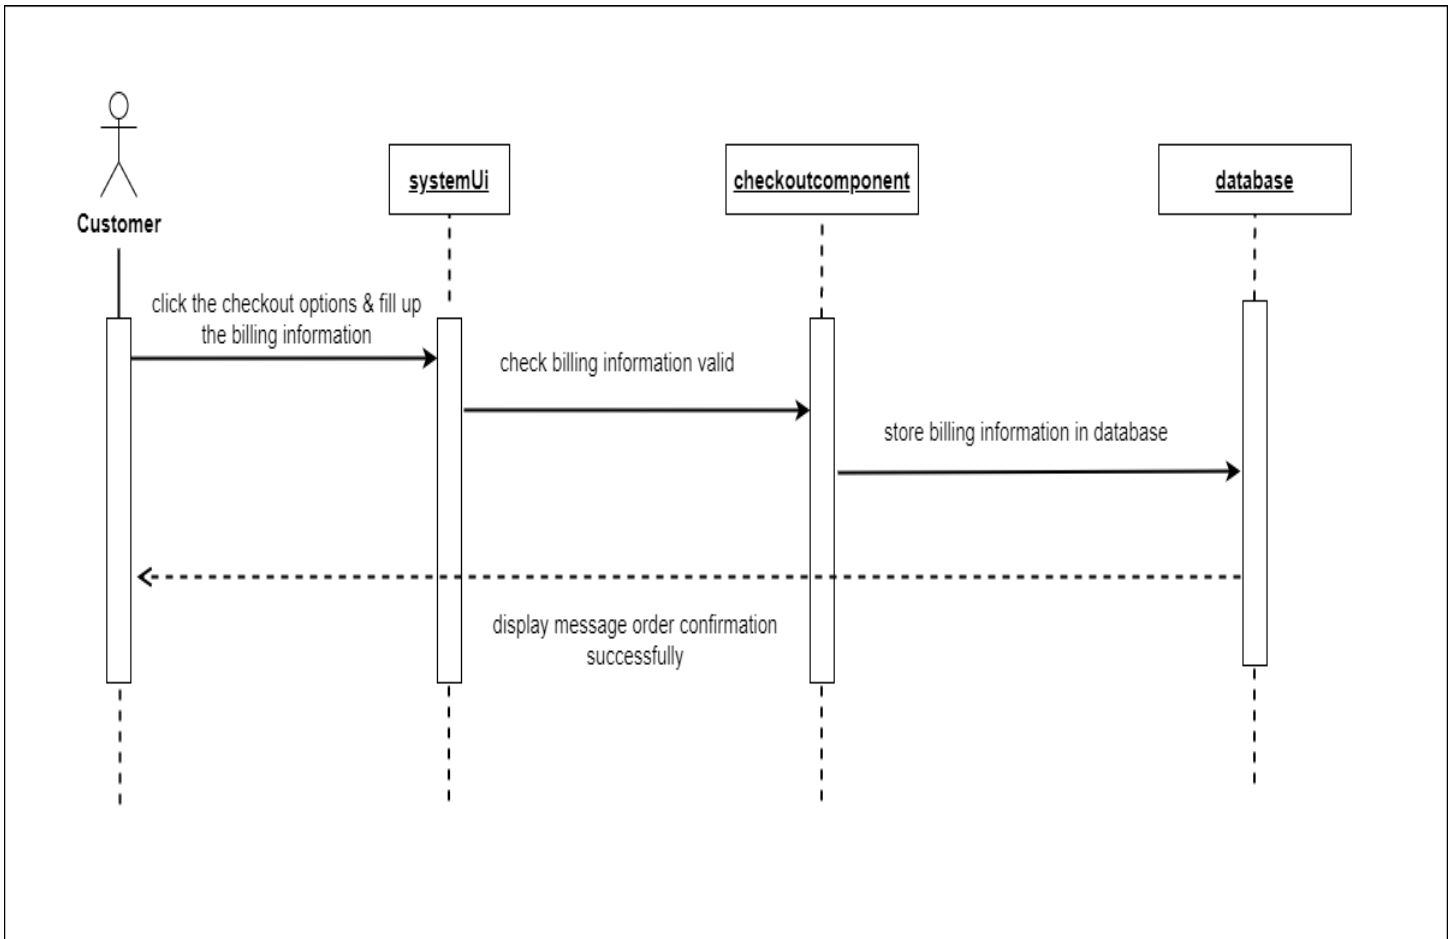 systemUi
checkoutcomponent
database
Customer
click the checkout options & fill up
the billing information
check billing information valid
store billing information in database
display message order confirmation
successfully